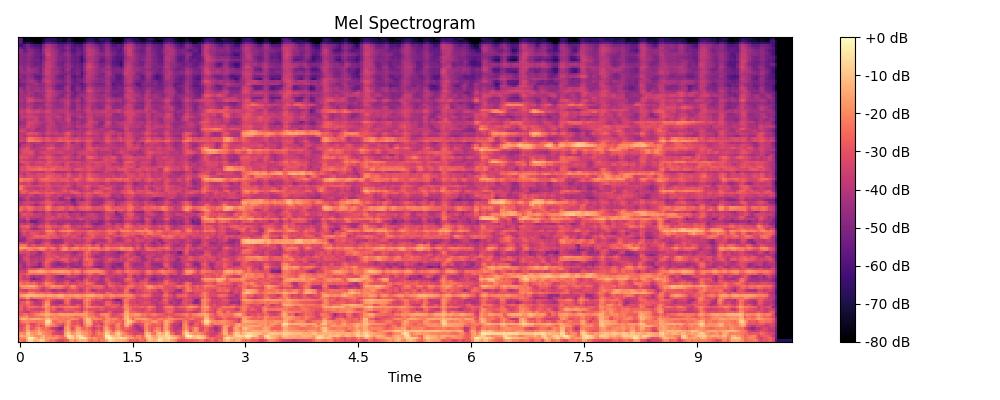 Mel Spectrogram
+0 dB
-10 dB
-20 dB
-30 dB
-40 dB
-50 dB
-60 dB
-70 dB
-80 dB
0 1.5 3 4.5 6 7.5 9
Time